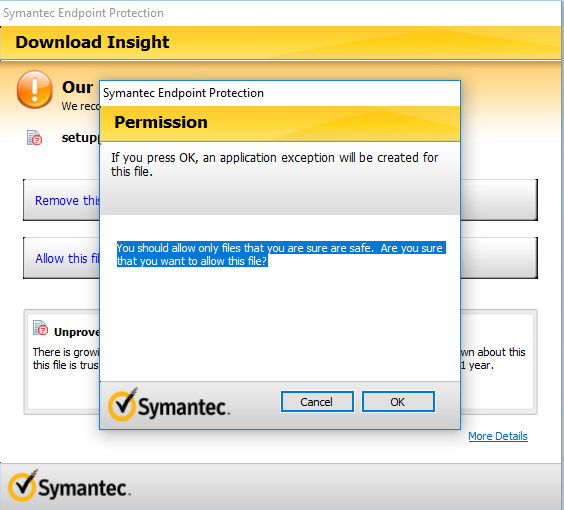 Symantec Endpoint Protection
Download Insight
Our
We reco
setupp
Remove this
Allow this fil
Symantec Endpoint Protection
Permission
If you press OK, an application exception will be created for
this file.
You should allow only files that you are sure are safe. Are you sure
that you want to allow this file?
Symantec.
Cancel
OK
Unprove
There is growi
wn about this
this file is trus
1 year.
More Details
Symantec.